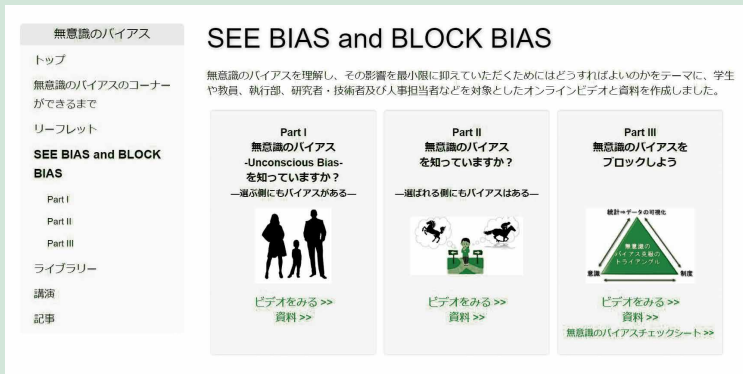 無意識のバイアス
トップ
無意識のバイアスのコーナー
ができるまで
リーフレット
SEE BIAS and BLOCK
BIAS
Part I
Part II
Part III
ライブラリー
講演
記事
SEE BIAS and BLOCK BIAS
無意識のバイアスを理解し、その影響を最小限に抑えていただくためにはどうすればよいのかをテーマに、学生
や教員、執行部、研究者・技術者及び人事担当者などを対象としたオンラインビデオと資料を作成しました。
Part I
無意識のバイアス
-Unconscious Bias-
を知っていますか？
―選ぶ側にもバイアスがある―
ビデオをみる >>
資料 >>
Part II
無意識のバイアス
を知っていますか？
―選ばれる側にもバイアスはある―
ビデオをみる >>
資料 >>
Part III
無意識のバイアスを
ブロックしよう
統計⇒データの可視化
無意識の
バイアス克服の
トライアングル
意識
制度
ビデオをみる >>
資料 >>
無意識のバイアスチェックシート >>